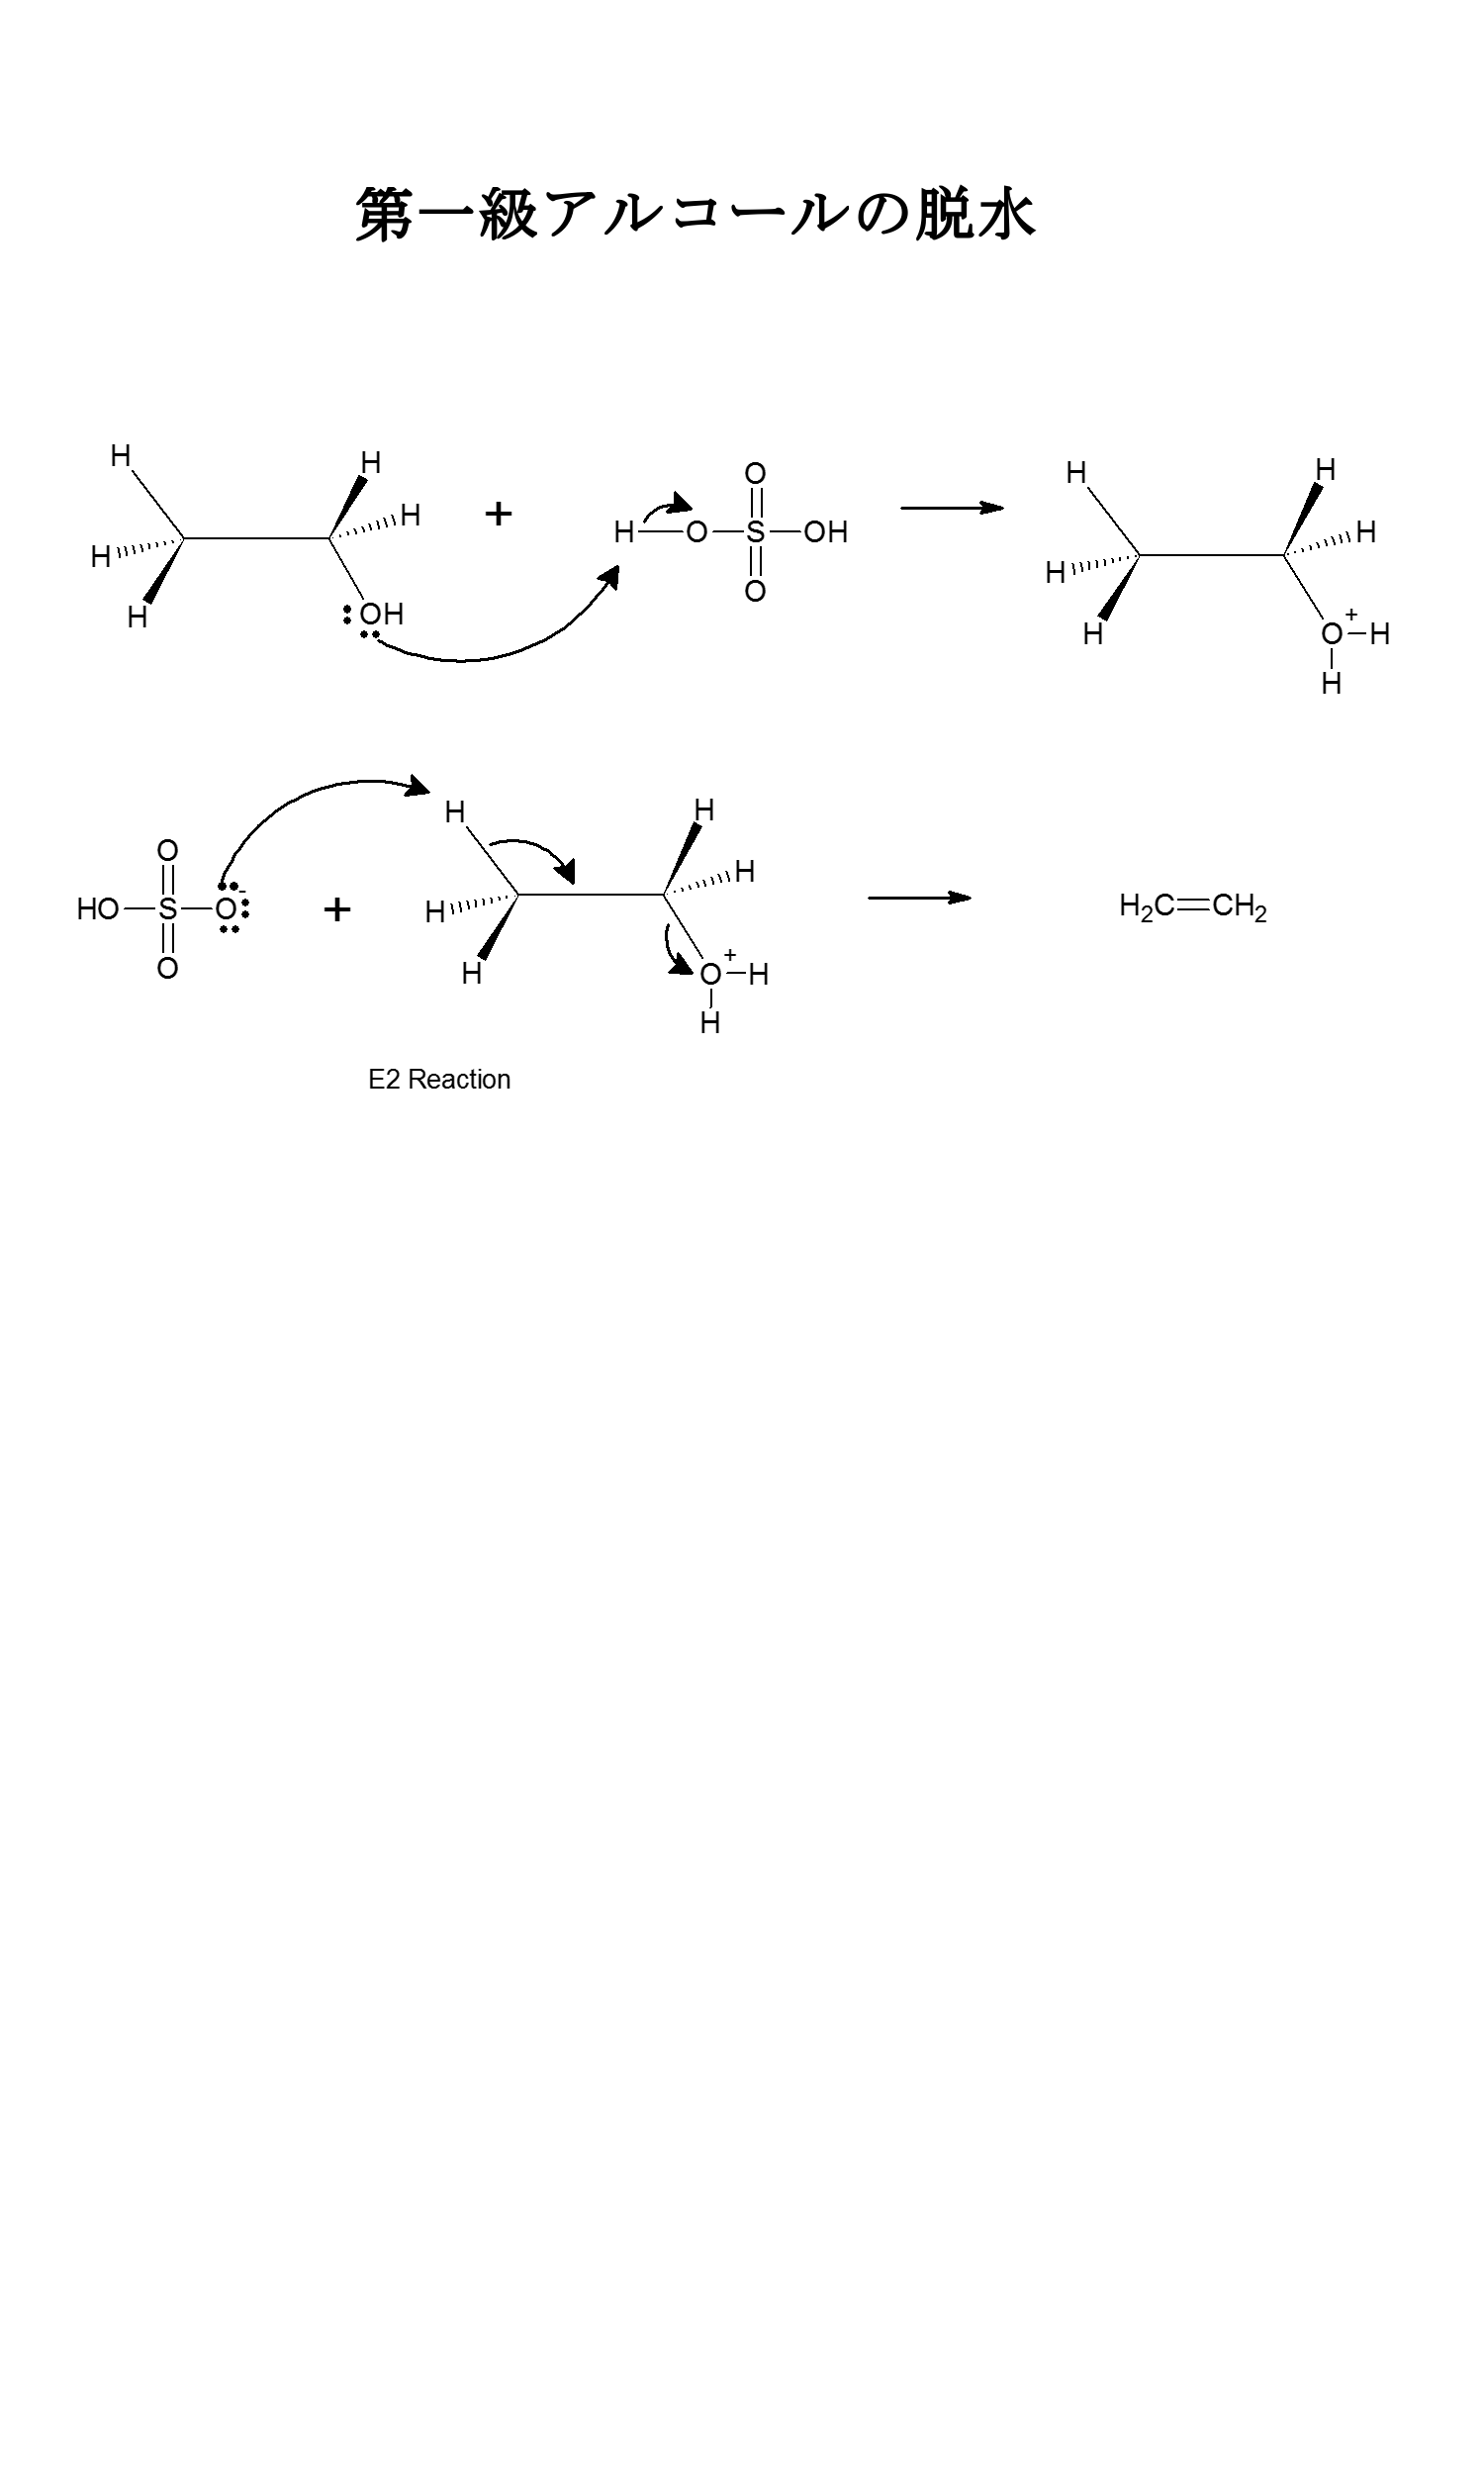 第一級アルコールの脱水
H H O
H H + H O S OH H H
H OH O H H
H O + H
H
H H
O H
HO S O - + H H H2C CH2
O H O + H
H
E2 Reaction